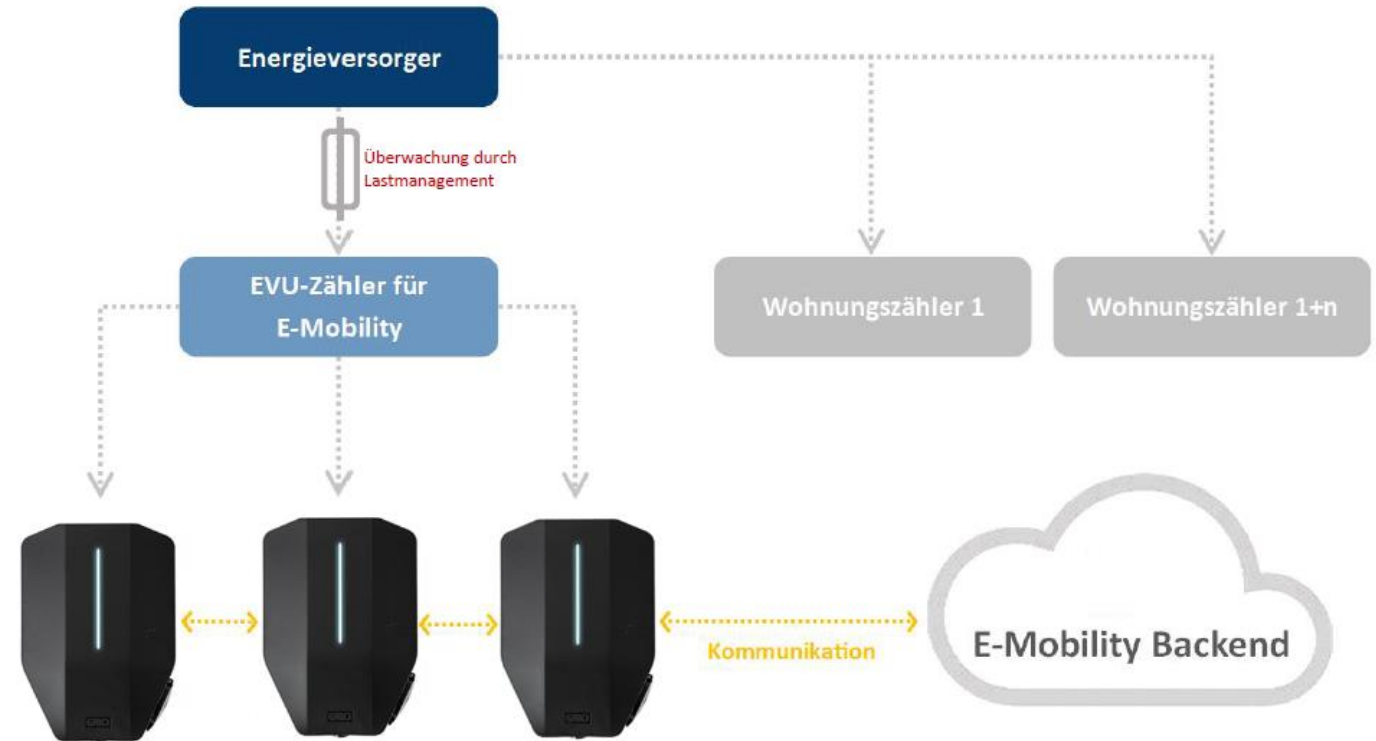 Energieversorger
Überwachung durch
Lastmanagement
EVU-Zähler für
E-Mobility
Wohnungszähler 1
Wohnungszähler 1+n
Kommunikation
E-Mobility Backend